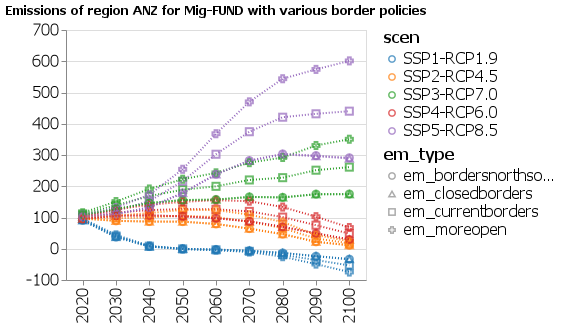 Emissions of region ANZ for Mig-FUND with various border policies
700
600
500
400
300
200
100
0
-100
2020
2030
2040
2050
2060
2070
2080
2090
2100
scen
SSP1-RCP1.9
SSP2-RCP4.5
SSP3-RCP7.0
SSP4-RCP6.0
SSP5-RCP8.5
em_type
em_bordersnorthso...
em_closedborders
em_currentborders
em_moreopen